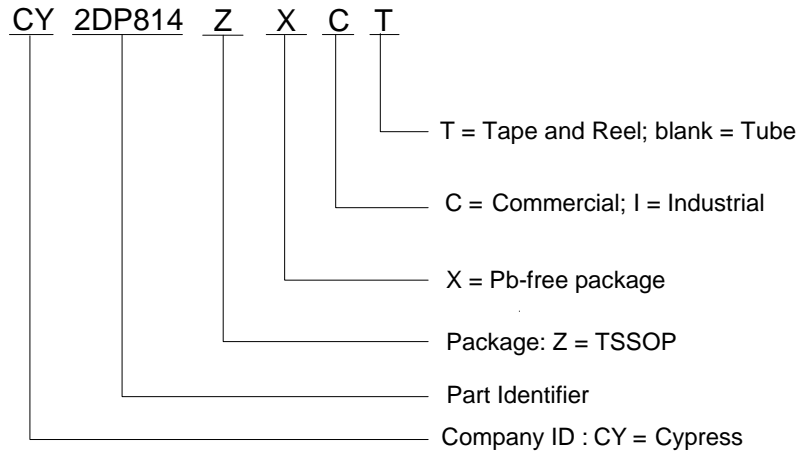 CY 2DP814 Z X C T
T = Tape and Reel; blank = Tube
C = Commercial; I = Industrial
X = Pb-free package
Package: Z = TSSOP
Part Identifier
Company ID : CY = Cypress